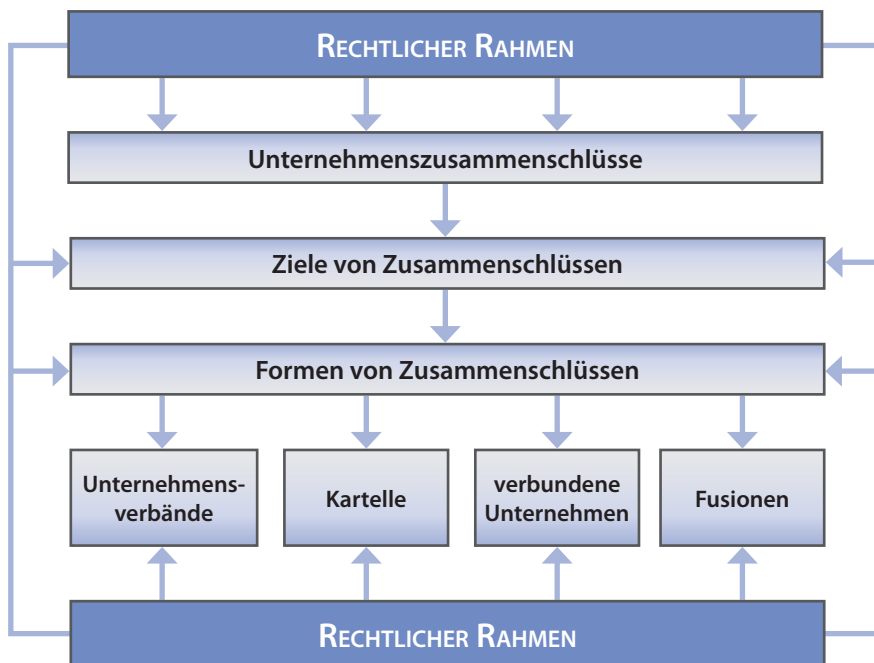 RECHTLICHER RAHMEN
Unternehmenszusammenschlüsse
Ziele von Zusammenschlüssen
Formen von Zusammenschlüssen
Unternehmens-
verbände
Kartelle
verbundene
Unternehmen
Fusionen
RECHTLICHER RAHMEN